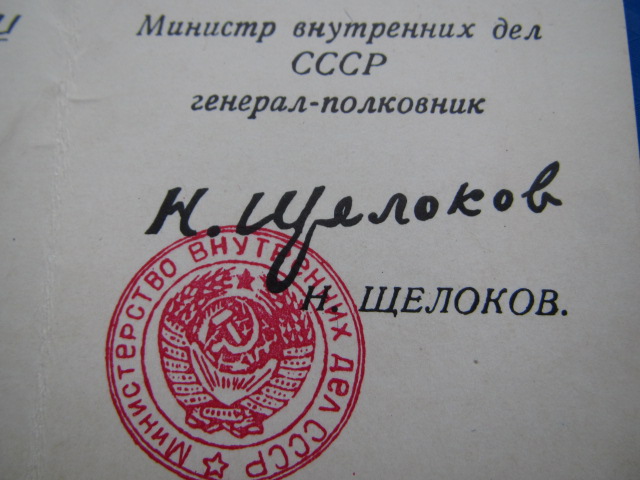 Министр внутренних дел
СССР
генерал-полковник
Н. Щелоков
Н. ЩЕЛОКОВ.
МИНИСТЕРСТВО ВНУТРЕННИХ ДЕЛ СССР